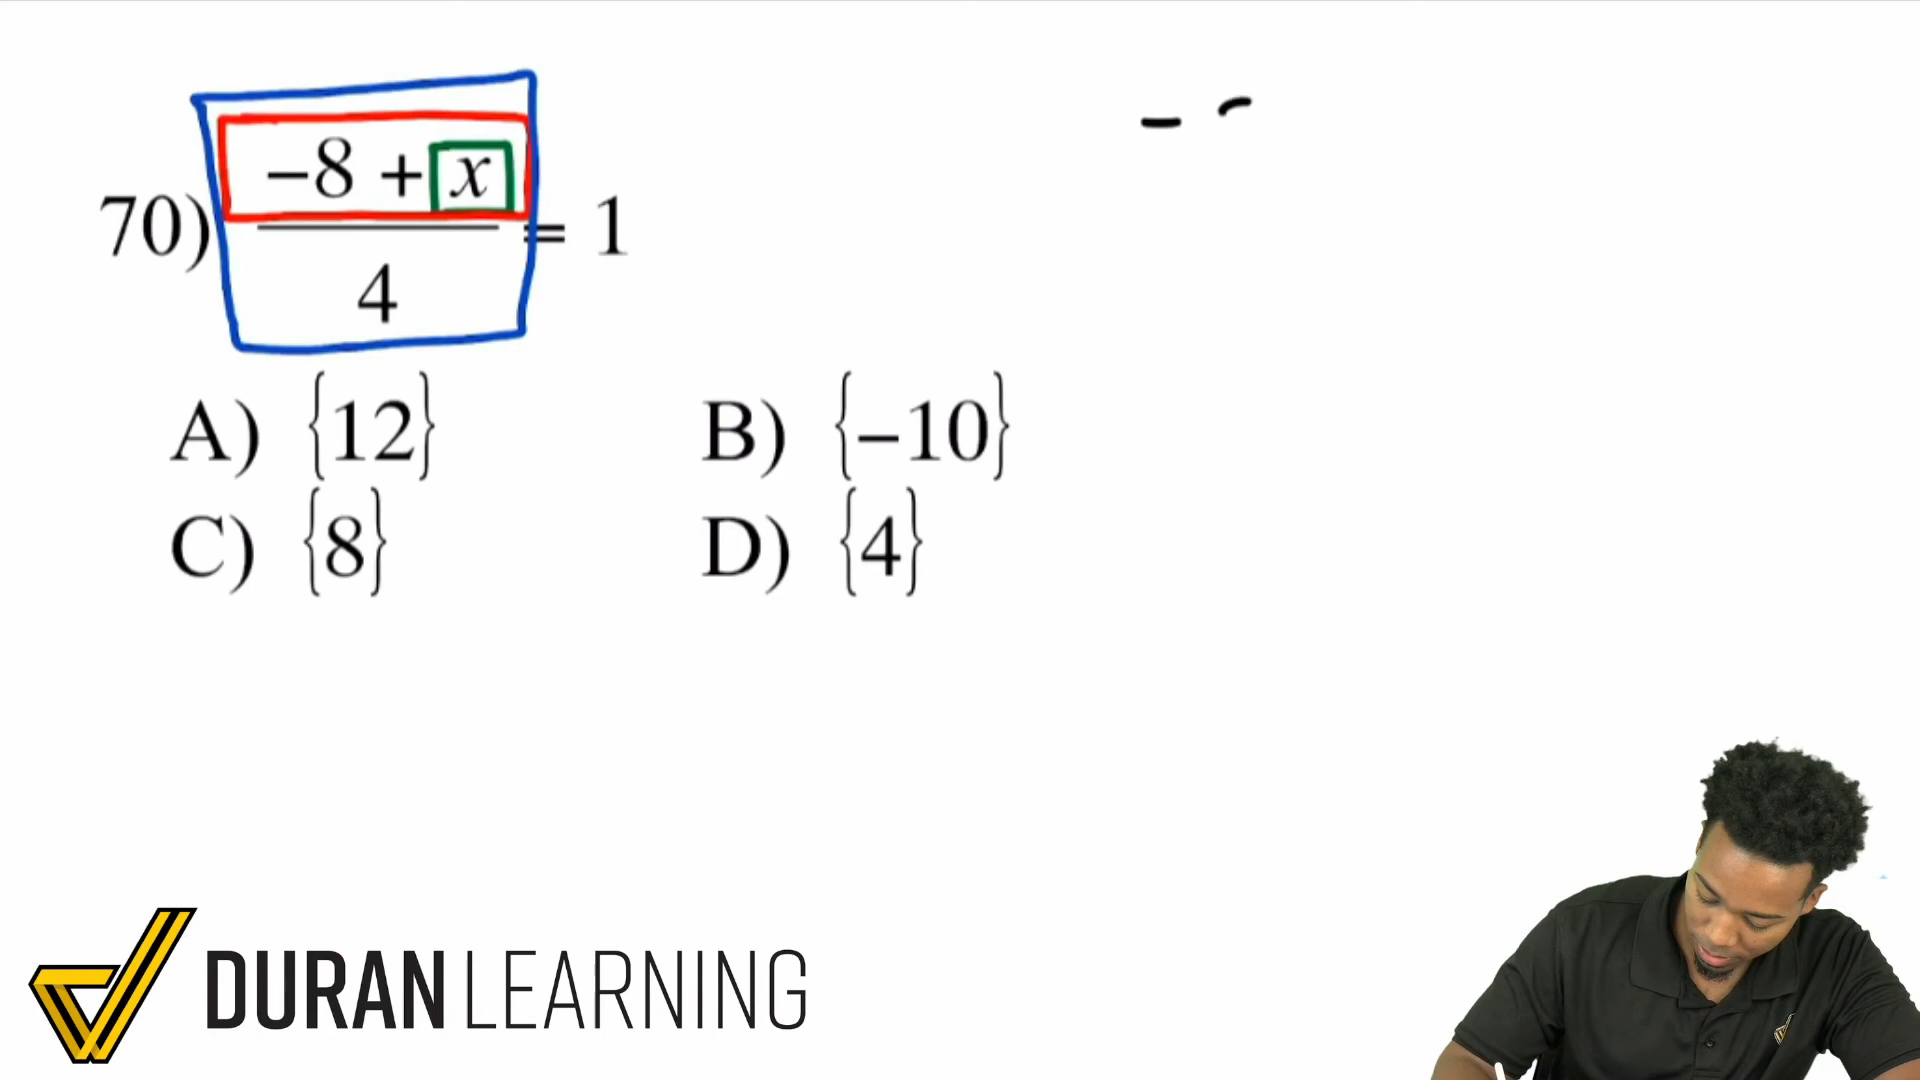 70) −8 + x
= 1
4
A) {12} B) {−10}
C) {8} D) {4}
DURAN LEARNING